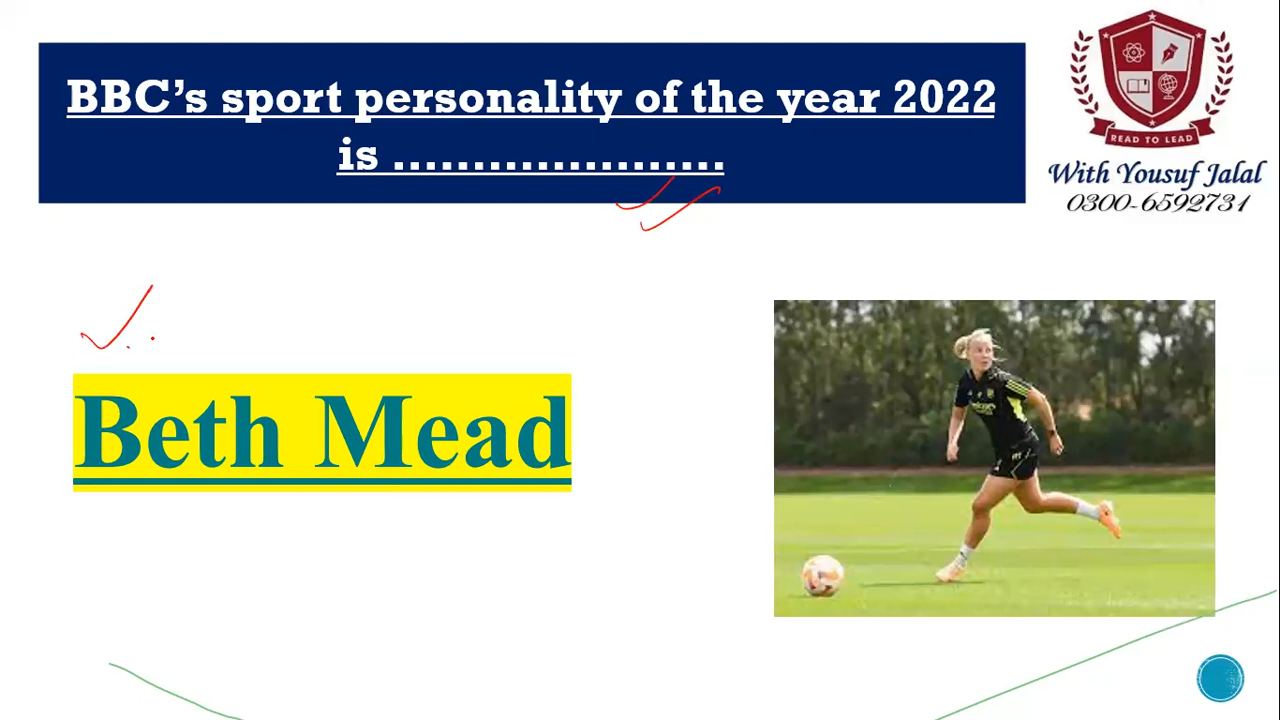 BBC’s sport personality of the year 2022
is .....................
READ TO LEAD
With Yousuf Jalal
0300-6592731
Beth Mead